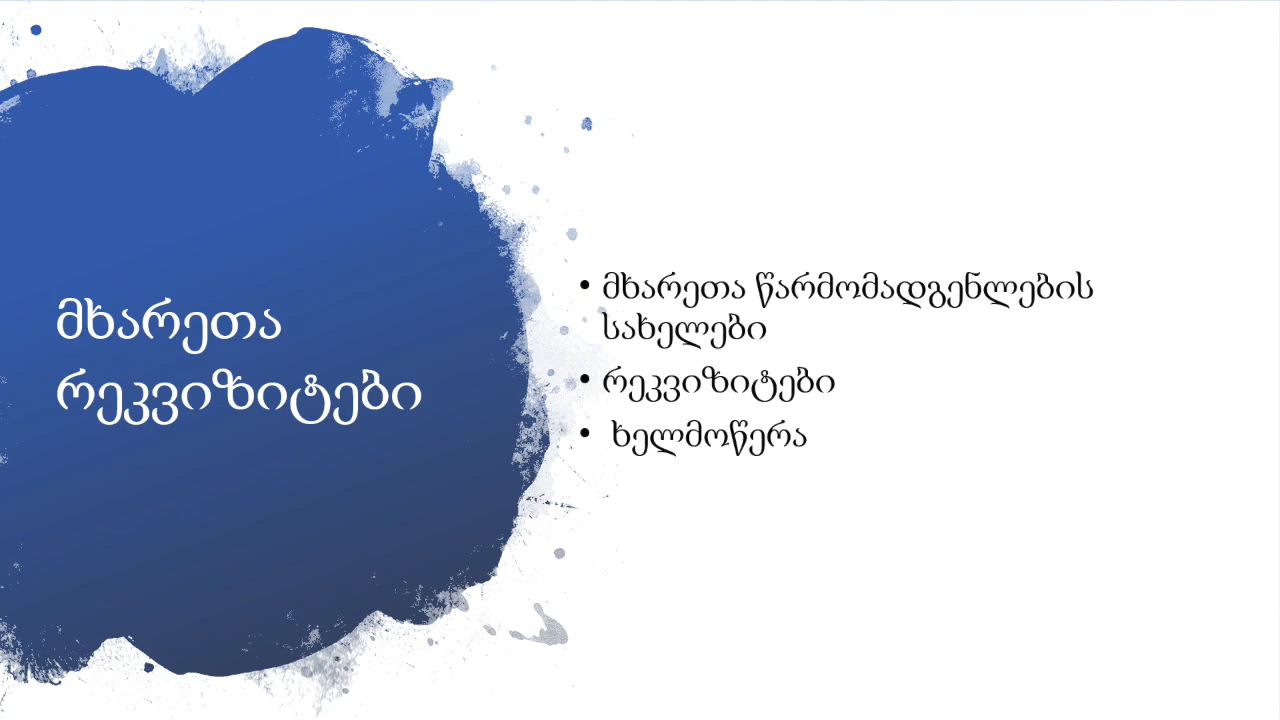 მხარეთა
რეკვიზიტები
• მხარეთა წარმომადგენლების
სახელები
• რეკვიზიტები
• ხელმოწერა